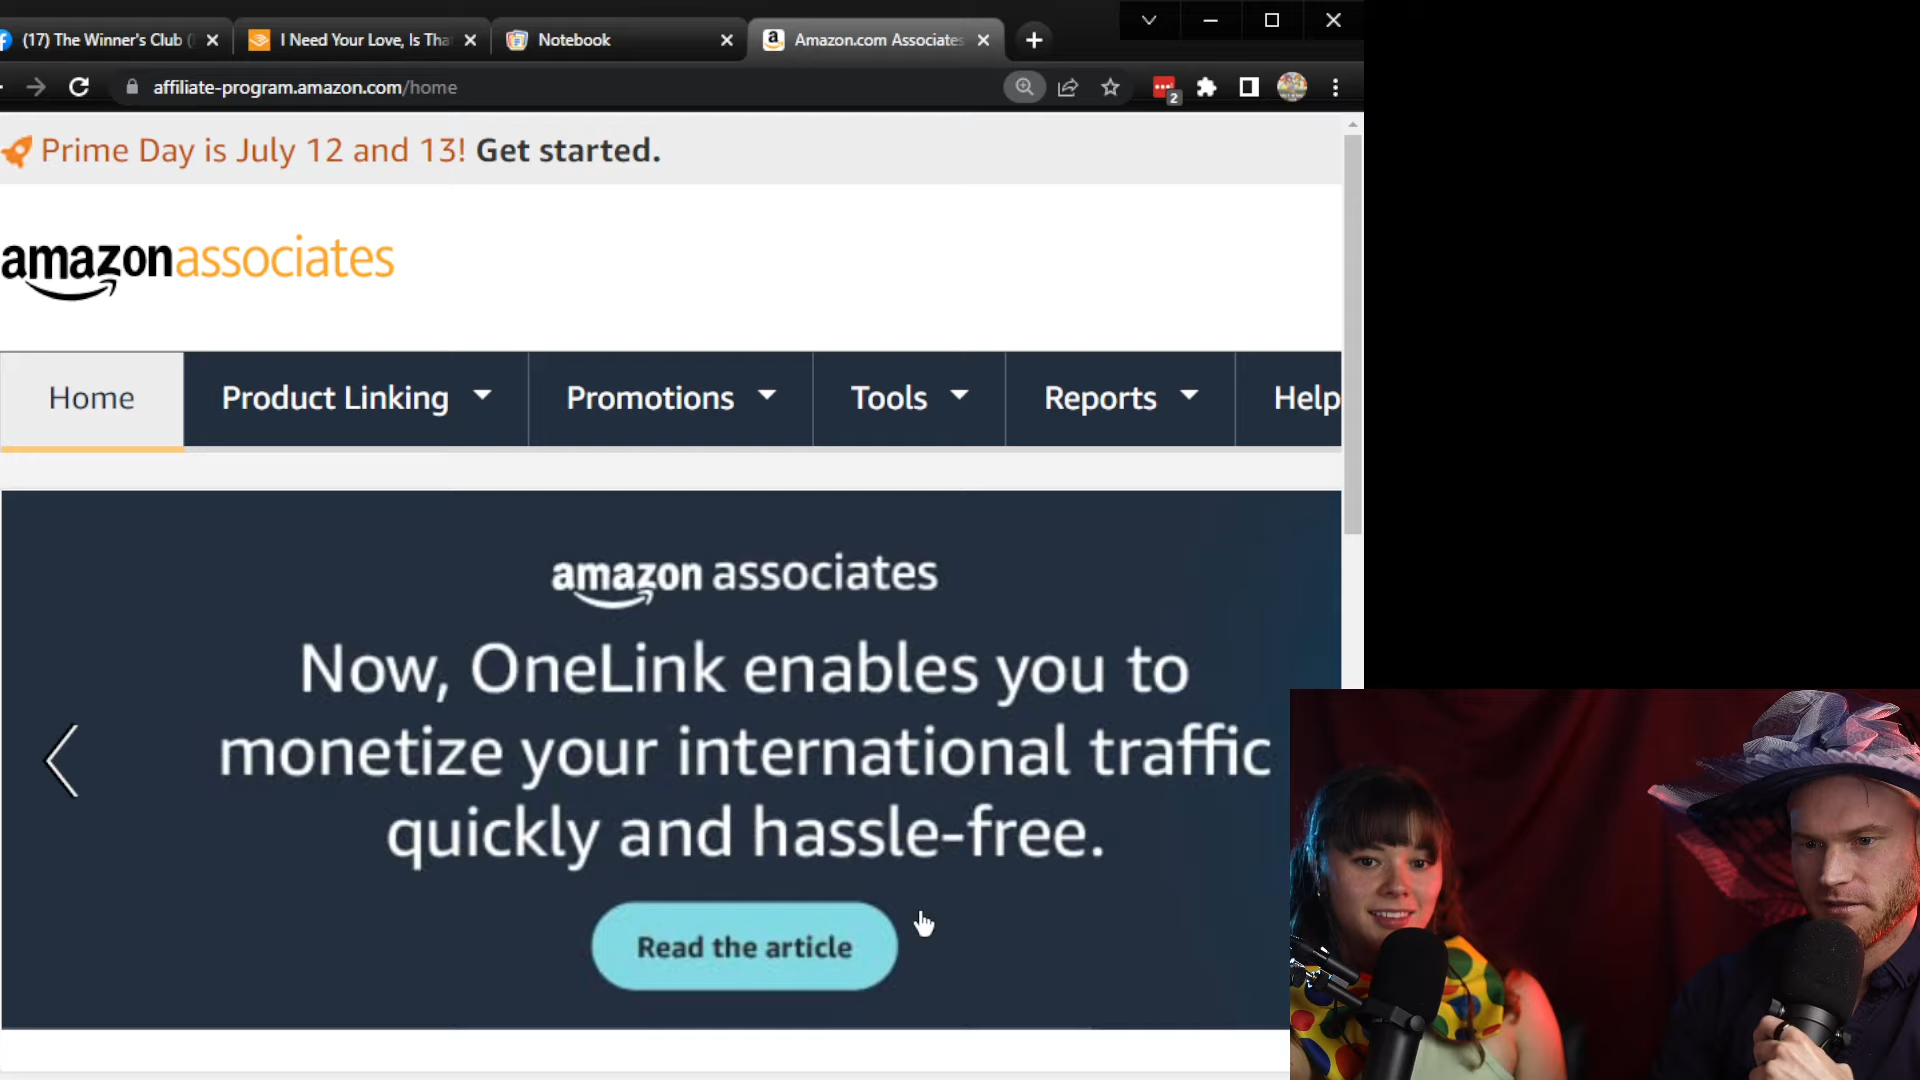 (17) The Winner's Club (
I Need Your Love, Is Tha
Notebook
Amazon.com Associates
affiliate-program.amazon.com/home
2
Prime Day is July 12 and 13! Get started.
amazonassociates
Home
Product Linking
Promotions
Tools
Reports
Help
amazon associates
Now, OneLink enables you to
monetize your international traffic
quickly and hassle-free.
Read the article